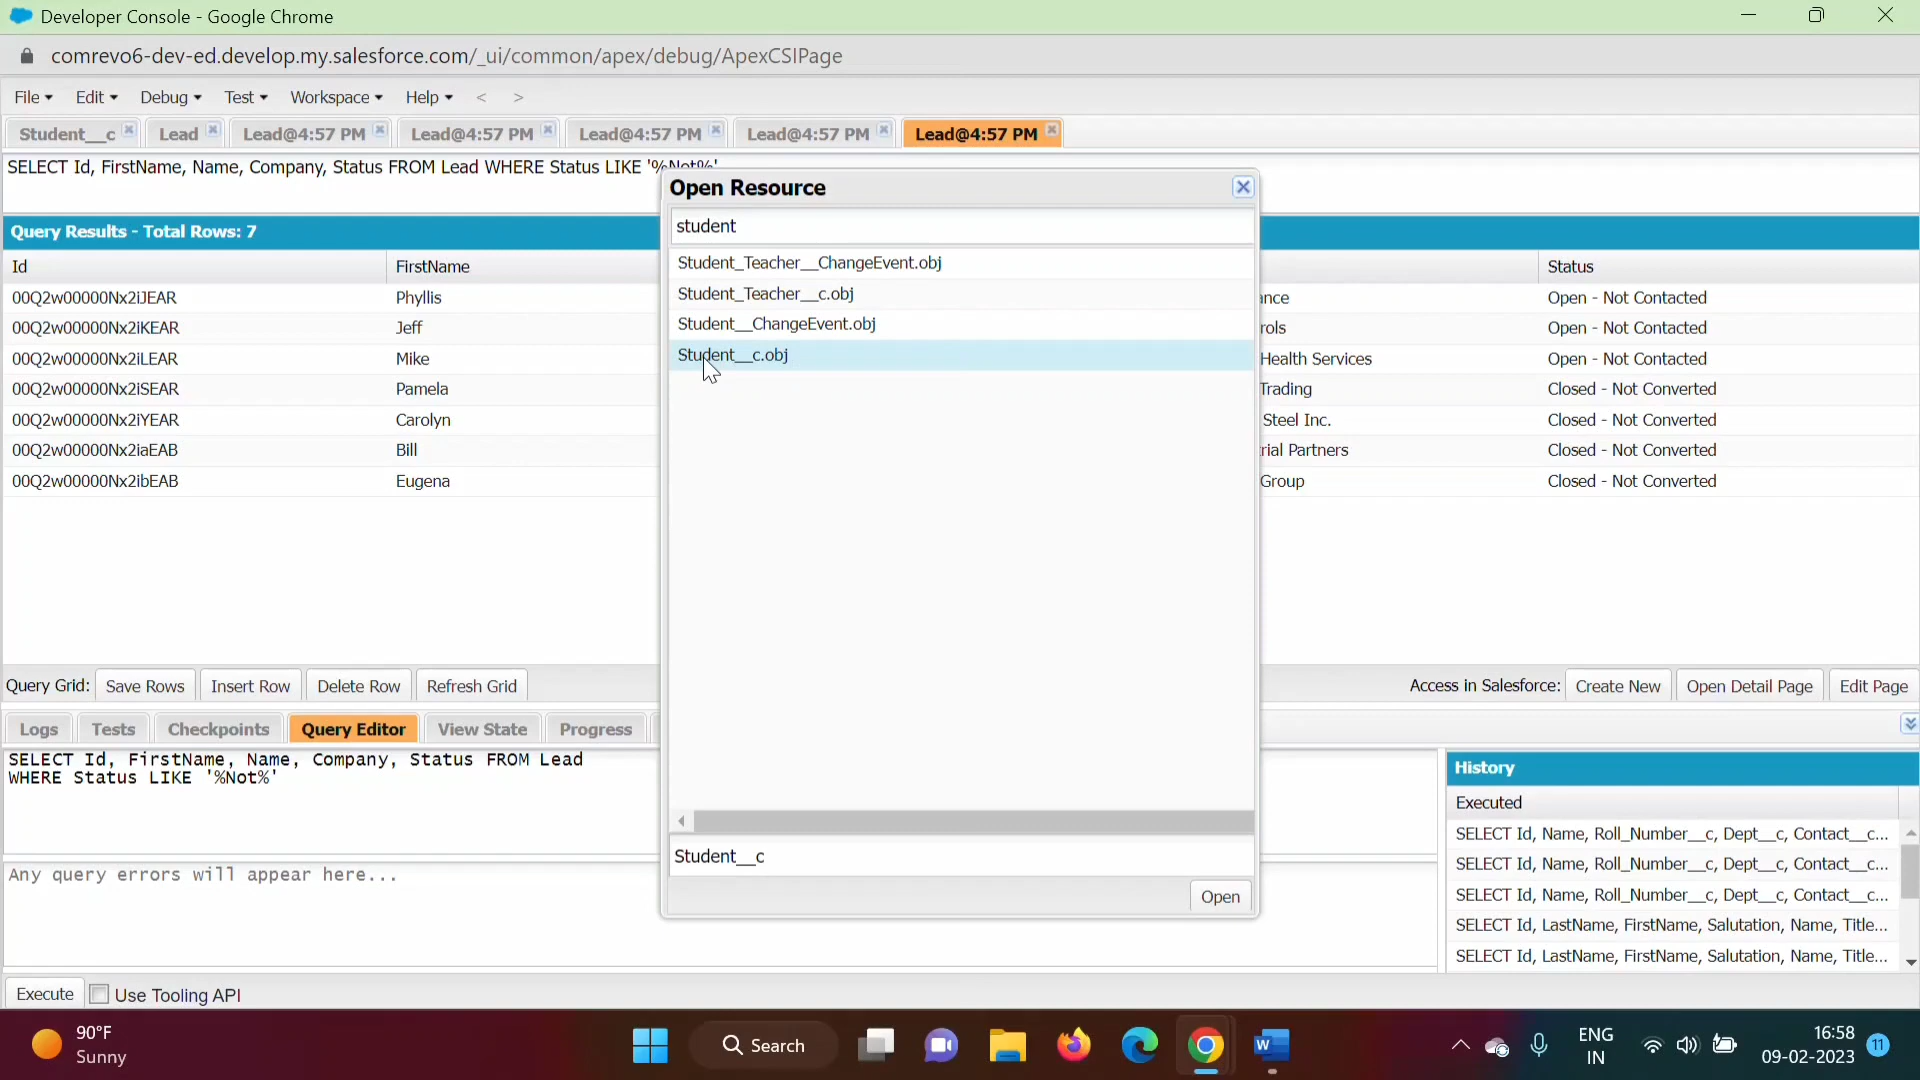 Developer Console - Google Chrome
comrevo6-dev-ed.develop.my.salesforce.com/_ui/common/apex/debug/ApexCSIPage
File Edit Debug Test Workspace Help < >
Student__c Lead Lead@4:57 PM Lead@4:57 PM Lead@4:57 PM Lead@4:57 PM Lead@4:57 PM
SELECT Id, FirstName, Name, Company, Status FROM Lead WHERE Status LIKE '%Not%'
Query Results - Total Rows: 7
Id FirstName Status
00Q2w00000Nx2iJEAR Phyllis ance Open - Not Contacted
00Q2w00000Nx2iKEAR Jeff rols Open - Not Contacted
00Q2w00000Nx2iLEAR Mike Health Services Open - Not Contacted
00Q2w00000Nx2iSEAR Pamela Trading Closed - Not Converted
00Q2w00000Nx2iYEAR Carolyn Steel Inc. Closed - Not Converted
00Q2w00000Nx2iaEAB Bill rial Partners Closed - Not Converted
00Q2w00000Nx2ibEAB Eugena Group Closed - Not Converted
Open Resource
student
Student_Teacher__ChangeEvent.obj
Student_Teacher__c.obj
Student__ChangeEvent.obj
Student__c.obj
Student__c
Open
Query Grid: Save Rows Insert Row Delete Row Refresh Grid Access in Salesforce: Create New Open Detail Page Edit Page
Logs Tests Checkpoints Query Editor View State Progress
SELECT Id, FirstName, Name, Company, Status FROM Lead
WHERE Status LIKE '%Not%'
Any query errors will appear here...
History
Executed
SELECT Id, Name, Roll_Number__c, Dept__c, Contact__c...
SELECT Id, Name, Roll_Number__c, Dept__c, Contact__c...
SELECT Id, Name, Roll_Number__c, Dept__c, Contact__c...
SELECT Id, LastName, FirstName, Salutation, Name, Title...
SELECT Id, LastName, FirstName, Salutation, Name, Title...
Execute Use Tooling API
90°F
Sunny
Search
W
ENG
IN
16:58
09-02-2023
11